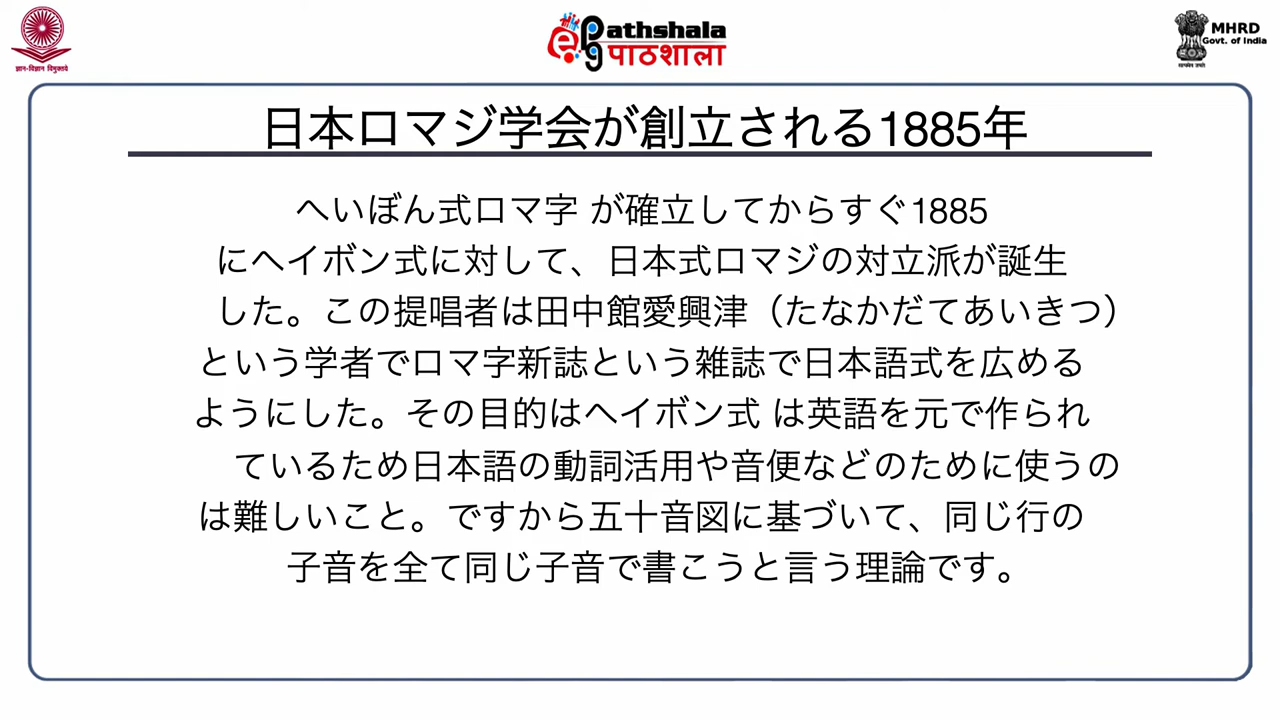 ज्ञान-विज्ञान विमुक्तये
epg Pathshala
पाठशाला
MHRD
Govt. of India
सत्यमेव जयते
日本ロマジ学会が創立される1885年
へいぼん式ロマ字 が確立してからすぐ1885
にヘイボン式に対して、日本式ロマジの対立派が誕生
した。この提唱者は田中館愛興津（たなかだてあいきつ）
という学者でロマ字新誌という雑誌で日本語式を広める
ようにした。その目的はヘイボン式 は英語を元で作られ
ているため日本語の動詞活用や音便などのために使うの
は難しいこと。ですから五十音図に基づいて、同じ行の
子音を全て同じ子音で書こうと言う理論です。